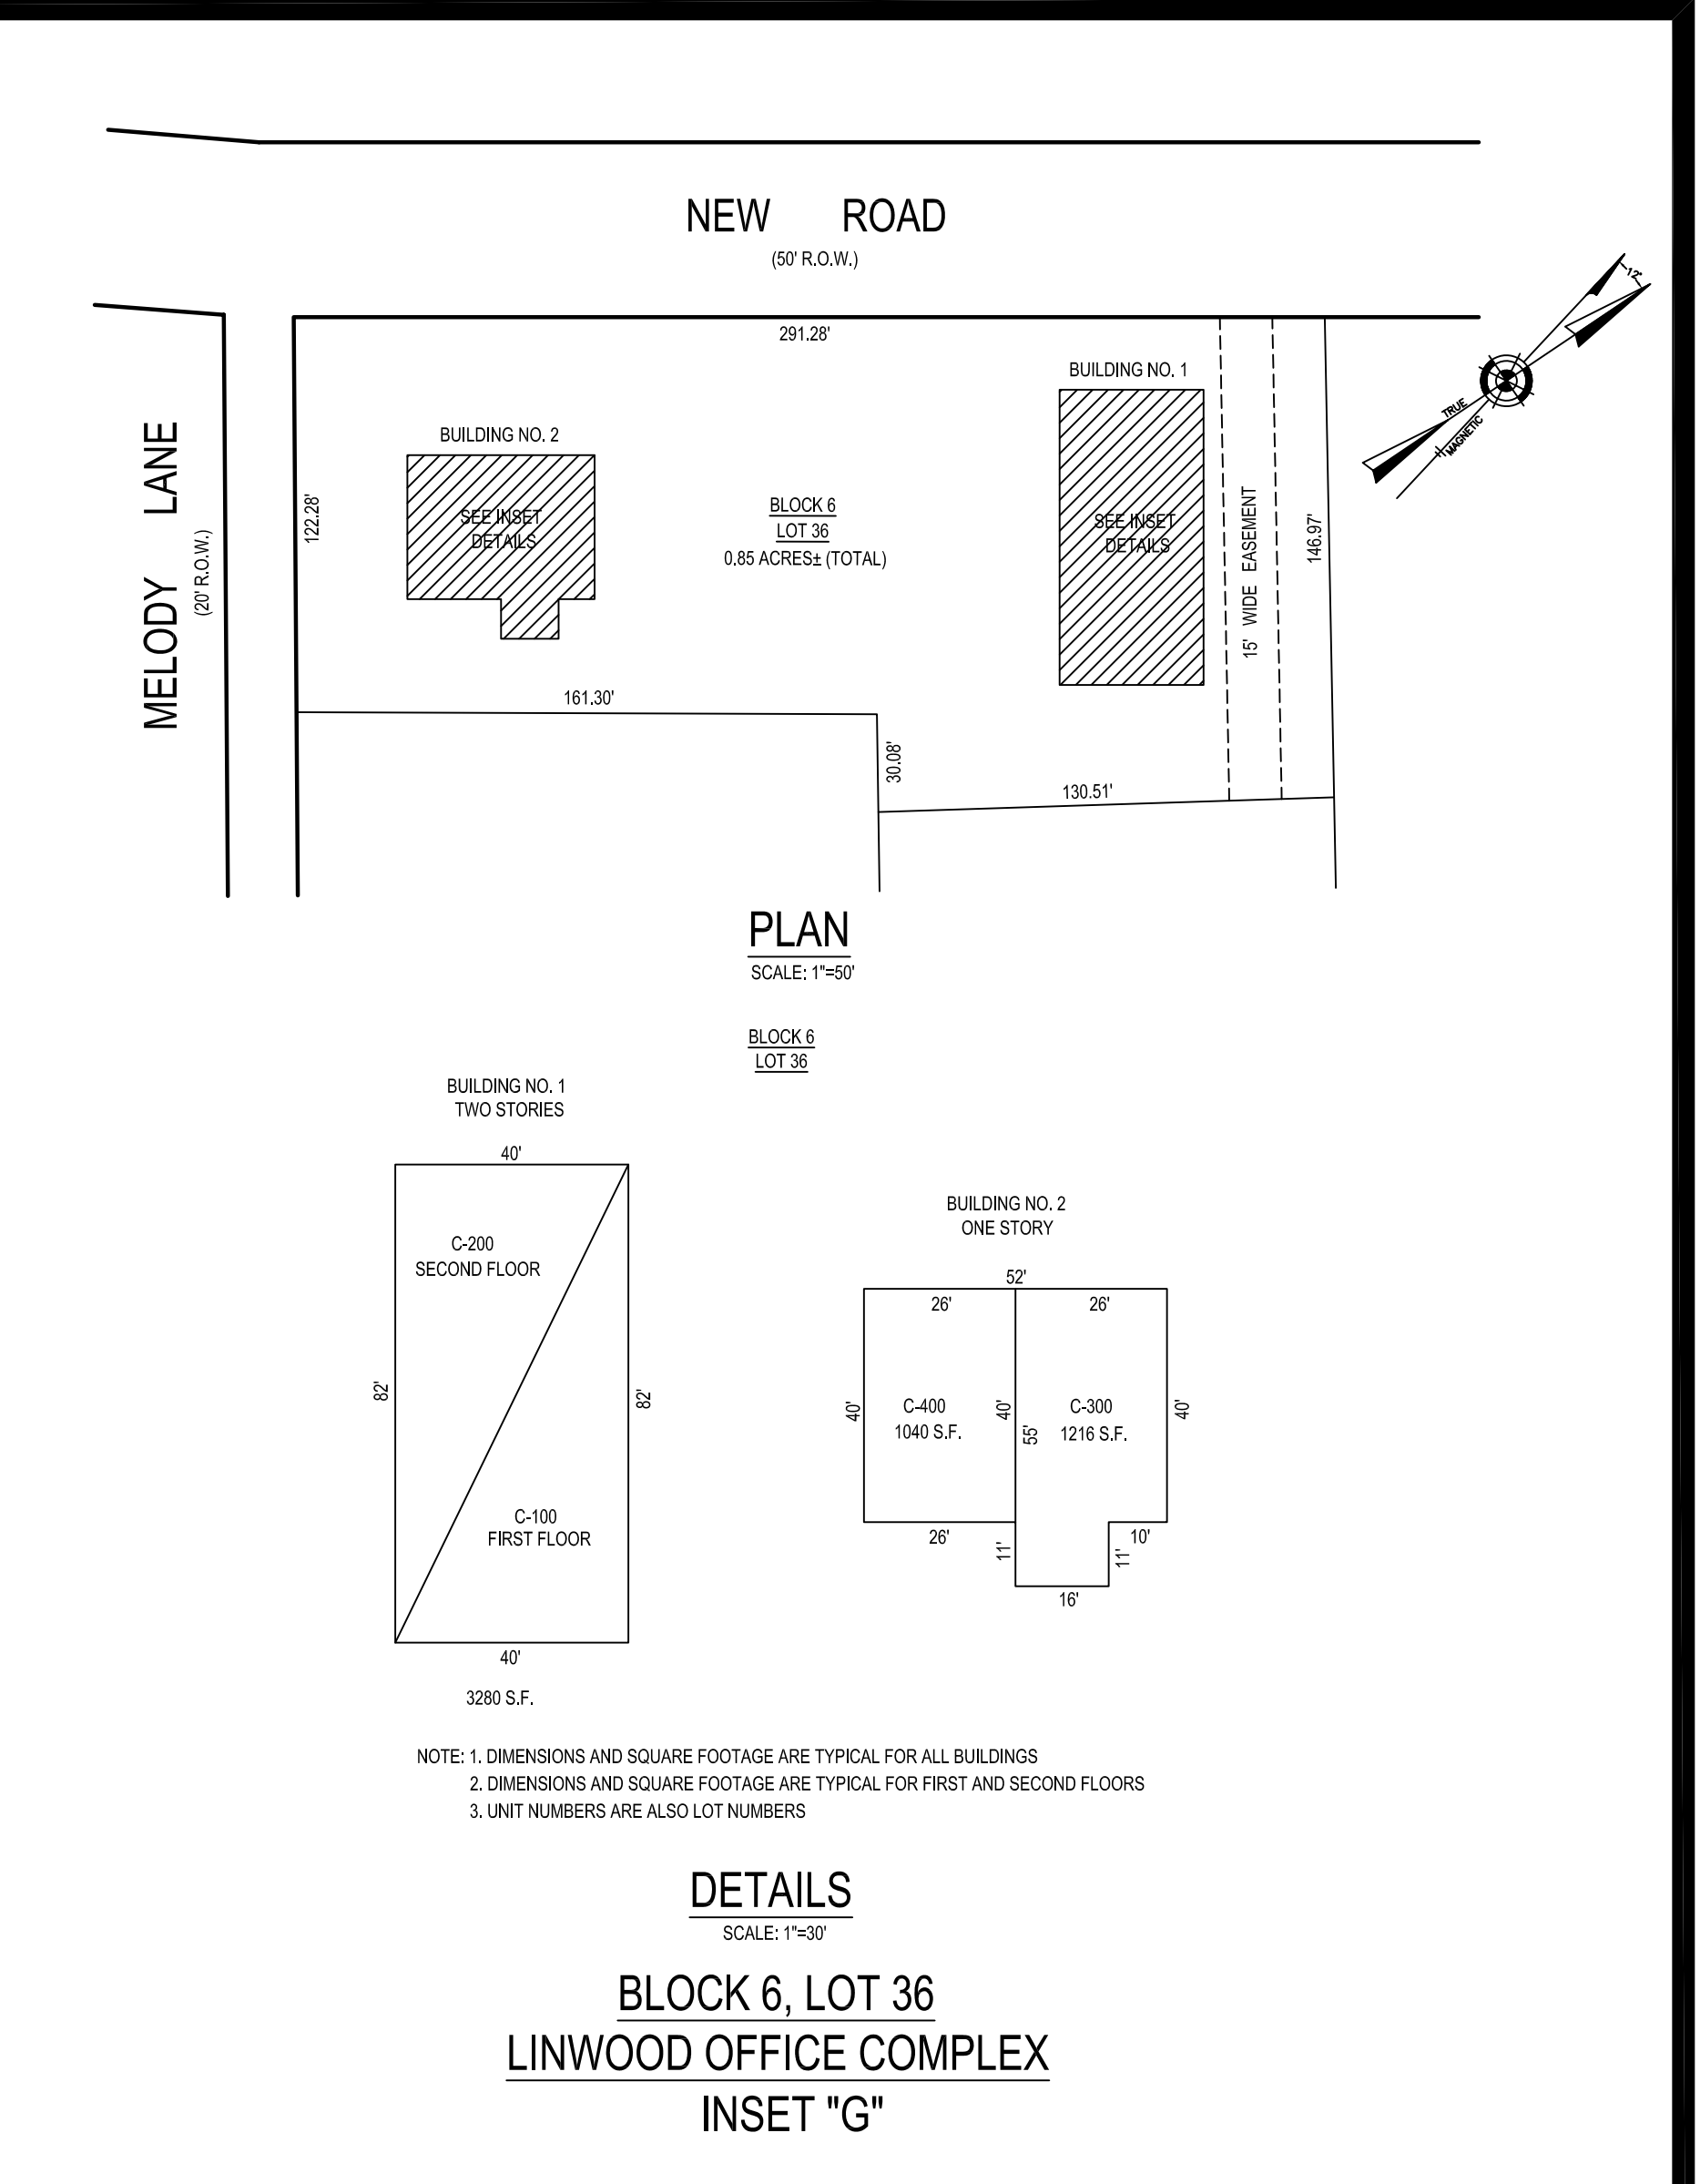 NEW ROAD
(50' R.O.W.)
12°
291.28'
BUILDING NO. 1
TRUE
MAGNETIC
MELODY LANE
(20' R.O.W.)
122.28'
BUILDING NO. 2
SEE INSET
DETAILS
BLOCK 6
LOT 36
0.85 ACRES± (TOTAL)
SEE INSET
DETAILS
15' WIDE EASEMENT
146.97'
161.30'
30.08'
130.51'
PLAN
SCALE: 1"=50'
BLOCK 6
LOT 36
BUILDING NO. 1
TWO STORIES
40'
C-200
SECOND FLOOR
82'
82'
C-100
FIRST FLOOR
40'
3280 S.F.
BUILDING NO. 2
ONE STORY
52'
26'
26'
40'
C-400
1040 S.F.
40'
55'
C-300
1216 S.F.
40'
26'
11'
11'
10'
16'
NOTE: 1. DIMENSIONS AND SQUARE FOOTAGE ARE TYPICAL FOR ALL BUILDINGS
2. DIMENSIONS AND SQUARE FOOTAGE ARE TYPICAL FOR FIRST AND SECOND FLOORS
3. UNIT NUMBERS ARE ALSO LOT NUMBERS
DETAILS
SCALE: 1"=30'
BLOCK 6, LOT 36
LINWOOD OFFICE COMPLEX
INSET "G"